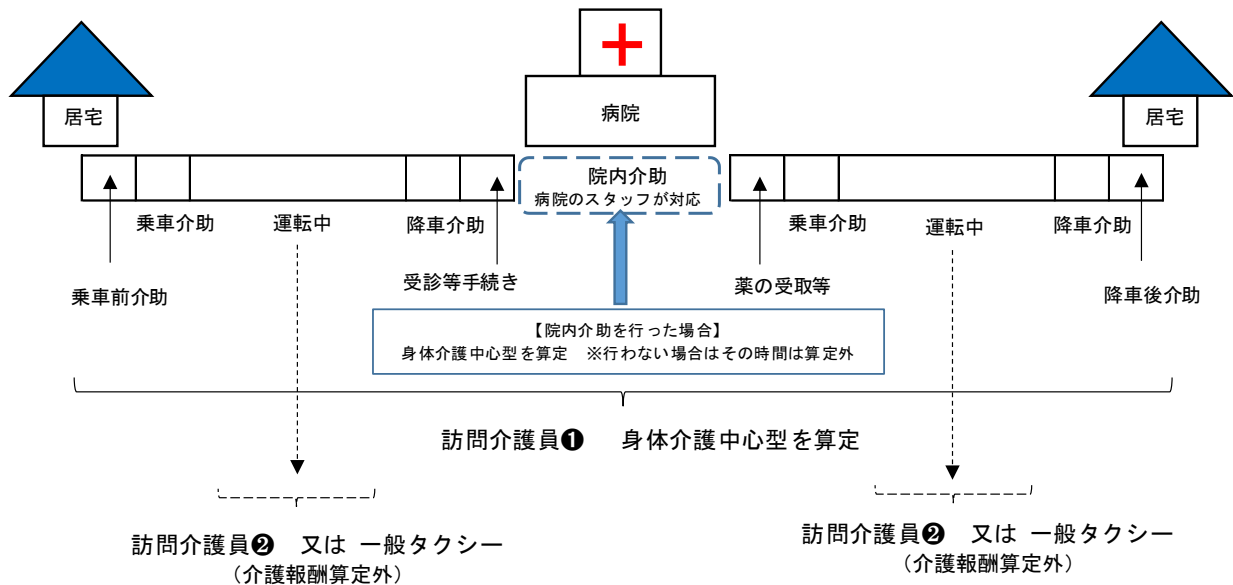 居宅
病院
居宅
院内介助
病院のスタッフが対応
乗車介助
運転中
降車介助
乗車介助
運転中
降車介助
乗車前介助
受診等手続き
薬の受取等
降車後介助
【院内介助を行った場合】
身体介護中心型を算定　※行わない場合はその時間は算定外
訪問介護員❶　身体介護中心型を算定
訪問介護員❷　又は 一般タクシー
（介護報酬算定外）
訪問介護員❷　又は 一般タクシー
（介護報酬算定外）